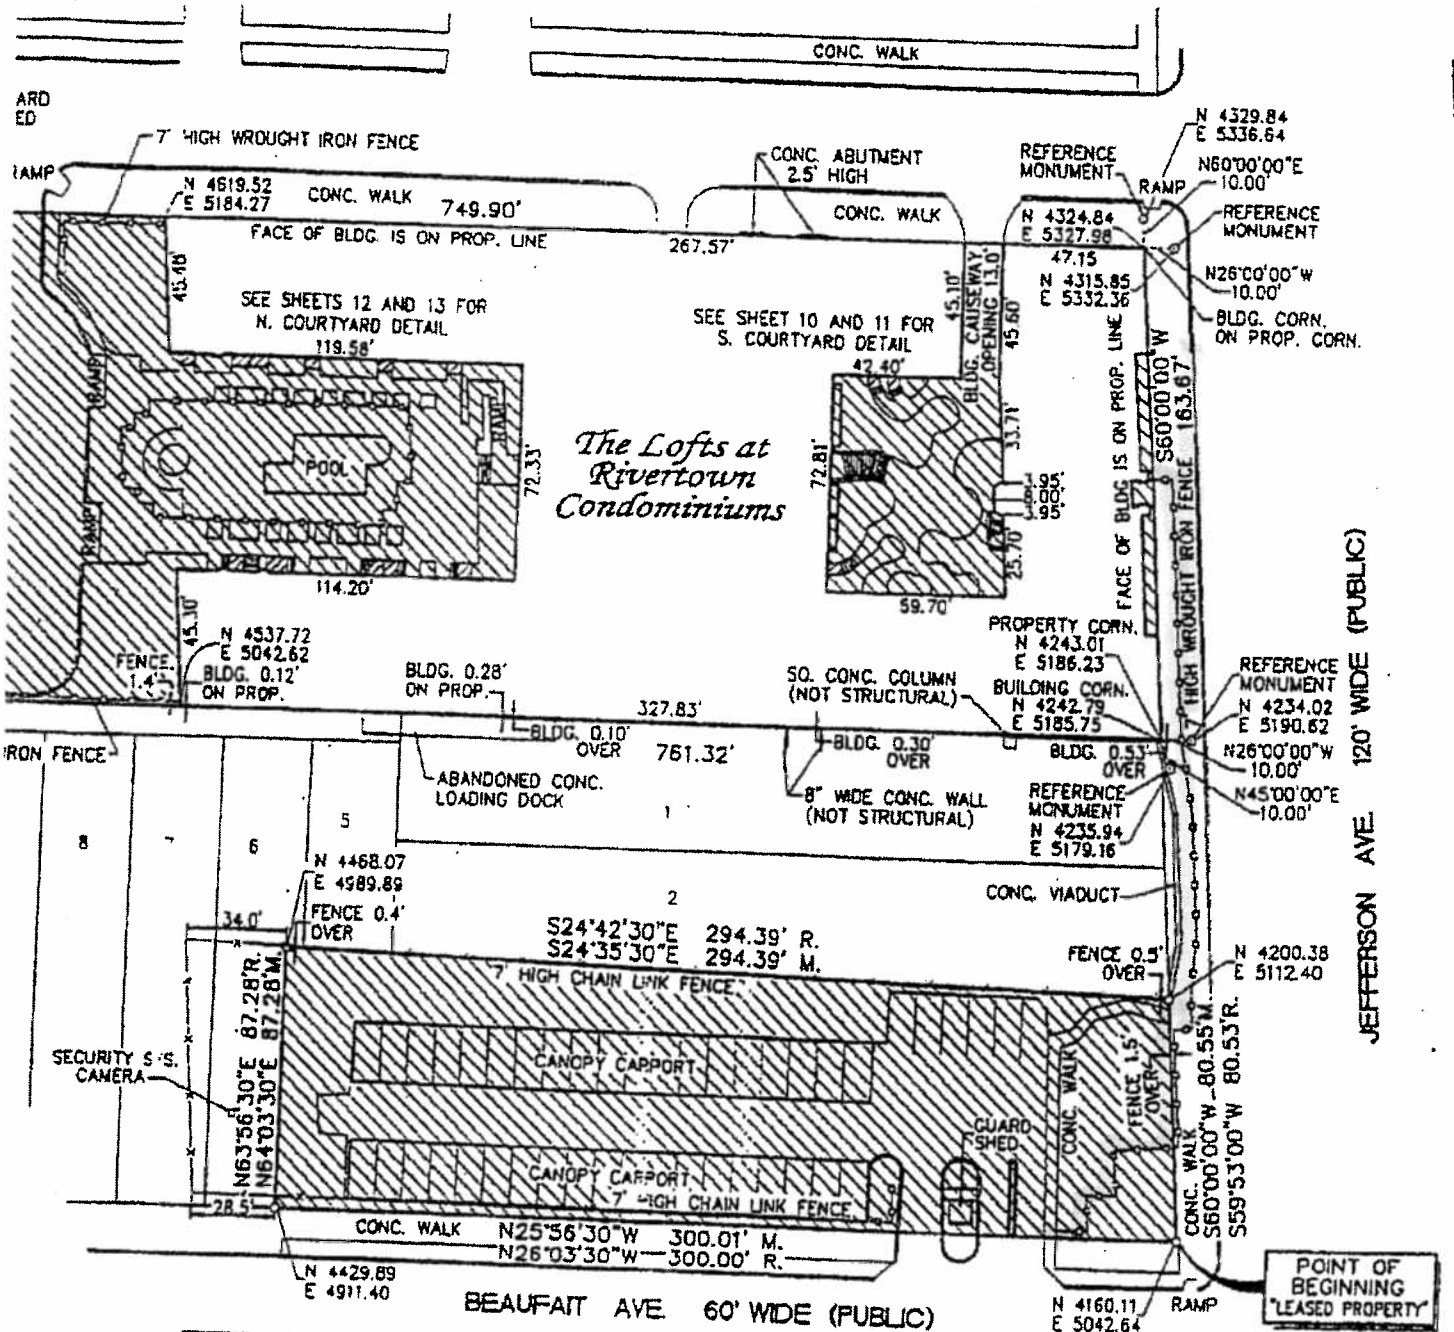 CONC. WALK
ARD
ED
7' HIGH WROUGHT IRON FENCE
RAMP
N 4619.52
E 5184.27
CONC. WALK
749.90'
FACE OF BLDG. IS ON PROP. LINE
267.57'
CONC. ABUTMENT
2.5' HIGH
CONC. WALK
REFERENCE
MONUMENT
N 4329.84
E 5336.64
N60°00'00"E
10.00'
RAMP
REFERENCE
MONUMENT
N 4324.84
E 5327.98
47.15
N 4315.85
E 5332.36
N26°00'00"W
10.00'
BLDG. CORN.
ON PROP. CORN.
45.10'
BLDG. CAUSEWAY
OPENING 13.0'
45.60'
SEE SHEETS 12 AND 13 FOR
N. COURTYARD DETAIL
119.58'
SEE SHEET 10 AND 11 FOR
S. COURTYARD DETAIL
42.40'
RAMP
POOL
RAMP
RAMP
72.33'
The Lofts at
Rivertown
Condominiums
72.81'
33.71'
8.00'
25.70'
59.70'
114.20'
45.30'
FACE OF BLDG IS ON PROP. LINE
S60°00'00"W
163.67'
7' HIGH WROUGHT IRON FENCE
JEFFERSON AVE. 120' WIDE (PUBLIC)
FENCE
1.4'
N 4537.72
E 5042.62
BLDG. 0.12'
ON PROP.
BLDG. 0.28'
ON PROP.
327.83'
BLDG. 0.10'
OVER
761.32'
SQ. CONC. COLUMN
(NOT STRUCTURAL)
BLDG. 0.30'
OVER
PROPERTY CORN.
N 4243.01
E 5186.23
BUILDING CORN.
N 4242.79
E 5185.75
BLDG. 0.53'
OVER
REFERENCE
MONUMENT
N 4234.02
E 5190.62
N26°00'00"W
10.00'
N45°00'00"E
10.00'
REFERENCE
MONUMENT
N 4235.94
E 5179.16
IRON FENCE
ABANDONED CONC.
LOADING DOCK
8" WIDE CONC. WALL
(NOT STRUCTURAL)
8
7
6
5
1
2
N 4468.07
E 4989.89
34.0'
FENCE 0.4'
OVER
S24°42'30"E 294.39' R.
S24°35'30"E 294.39' M.
7' HIGH CHAIN LINK FENCE
CONC. VIADUCT
FENCE 0.5'
OVER
N 4200.38
E 5112.40
SECURITY
CAMERA
N63°56'30"E 87.28'R.
N64°03'30"E 87.28'M.
CANOPY CARPORT
CANOPY CARPORT
GUARD
SHED
CONC. WALK
FENCE 1.5'
OVER
CONC. WALK
S60°00'00"W 80.55'M.
S59°53'00"W 80.53'R.
28.5'
7' HIGH CHAIN LINK FENCE
CONC. WALK
N25°56'30"W 300.01' M.
N26°03'30"W 300.00' R.
N 4429.89
E 4911.40
BEAUFAIT AVE. 60' WIDE (PUBLIC)
N 4160.11
E 5042.64
RAMP
POINT OF
BEGINNING
"LEASED PROPERTY"